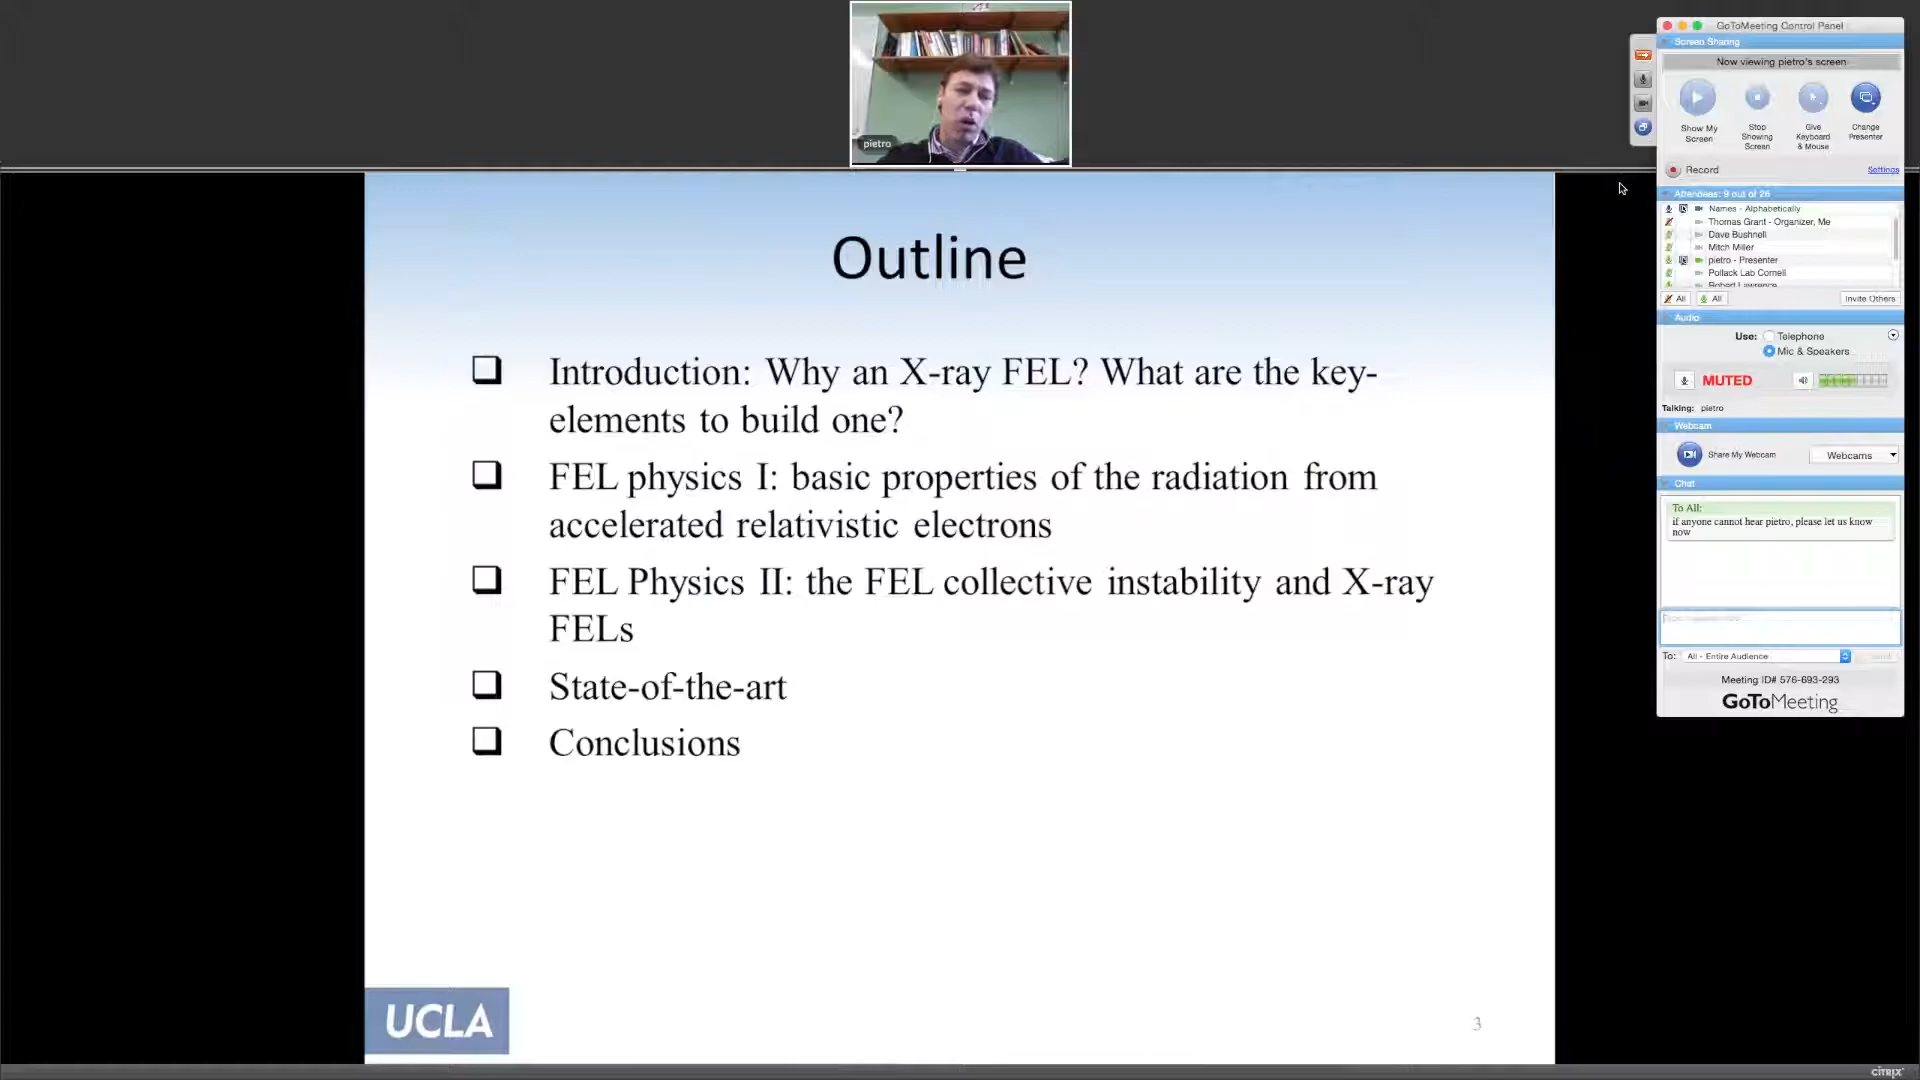 pietro
Outline
Introduction: Why an X-ray FEL? What are the key-
elements to build one?
FEL physics I: basic properties of the radiation from
accelerated relativistic electrons
FEL Physics II: the FEL collective instability and X-ray
FELs
State-of-the-art
Conclusions
UCLA
3
GoToMeeting Control Panel
Screen Sharing
Now viewing pietro's screen
Show My
Screen
Stop
Showing
Screen
Give
Keyboard
& Mouse
Change
Presenter
Record
Settings
Attendees: 9 out of 26
Names - Alphabetically
Thomas Grant - Organizer, Me
Dave Bushnell
Mitch Miller
pietro - Presenter
Pollack Lab Cornell
Robert Lawrence
All
All
Invite Others
Audio
Use:
Telephone
Mic & Speakers
MUTED
Talking: pietro
Webcam
Share My Webcam
Webcams
Chat
To All:
if anyone cannot hear pietro, please let us know
now
To:
All - Entire Audience
Meeting ID# 576-693-293
GoToMeeting
citrix